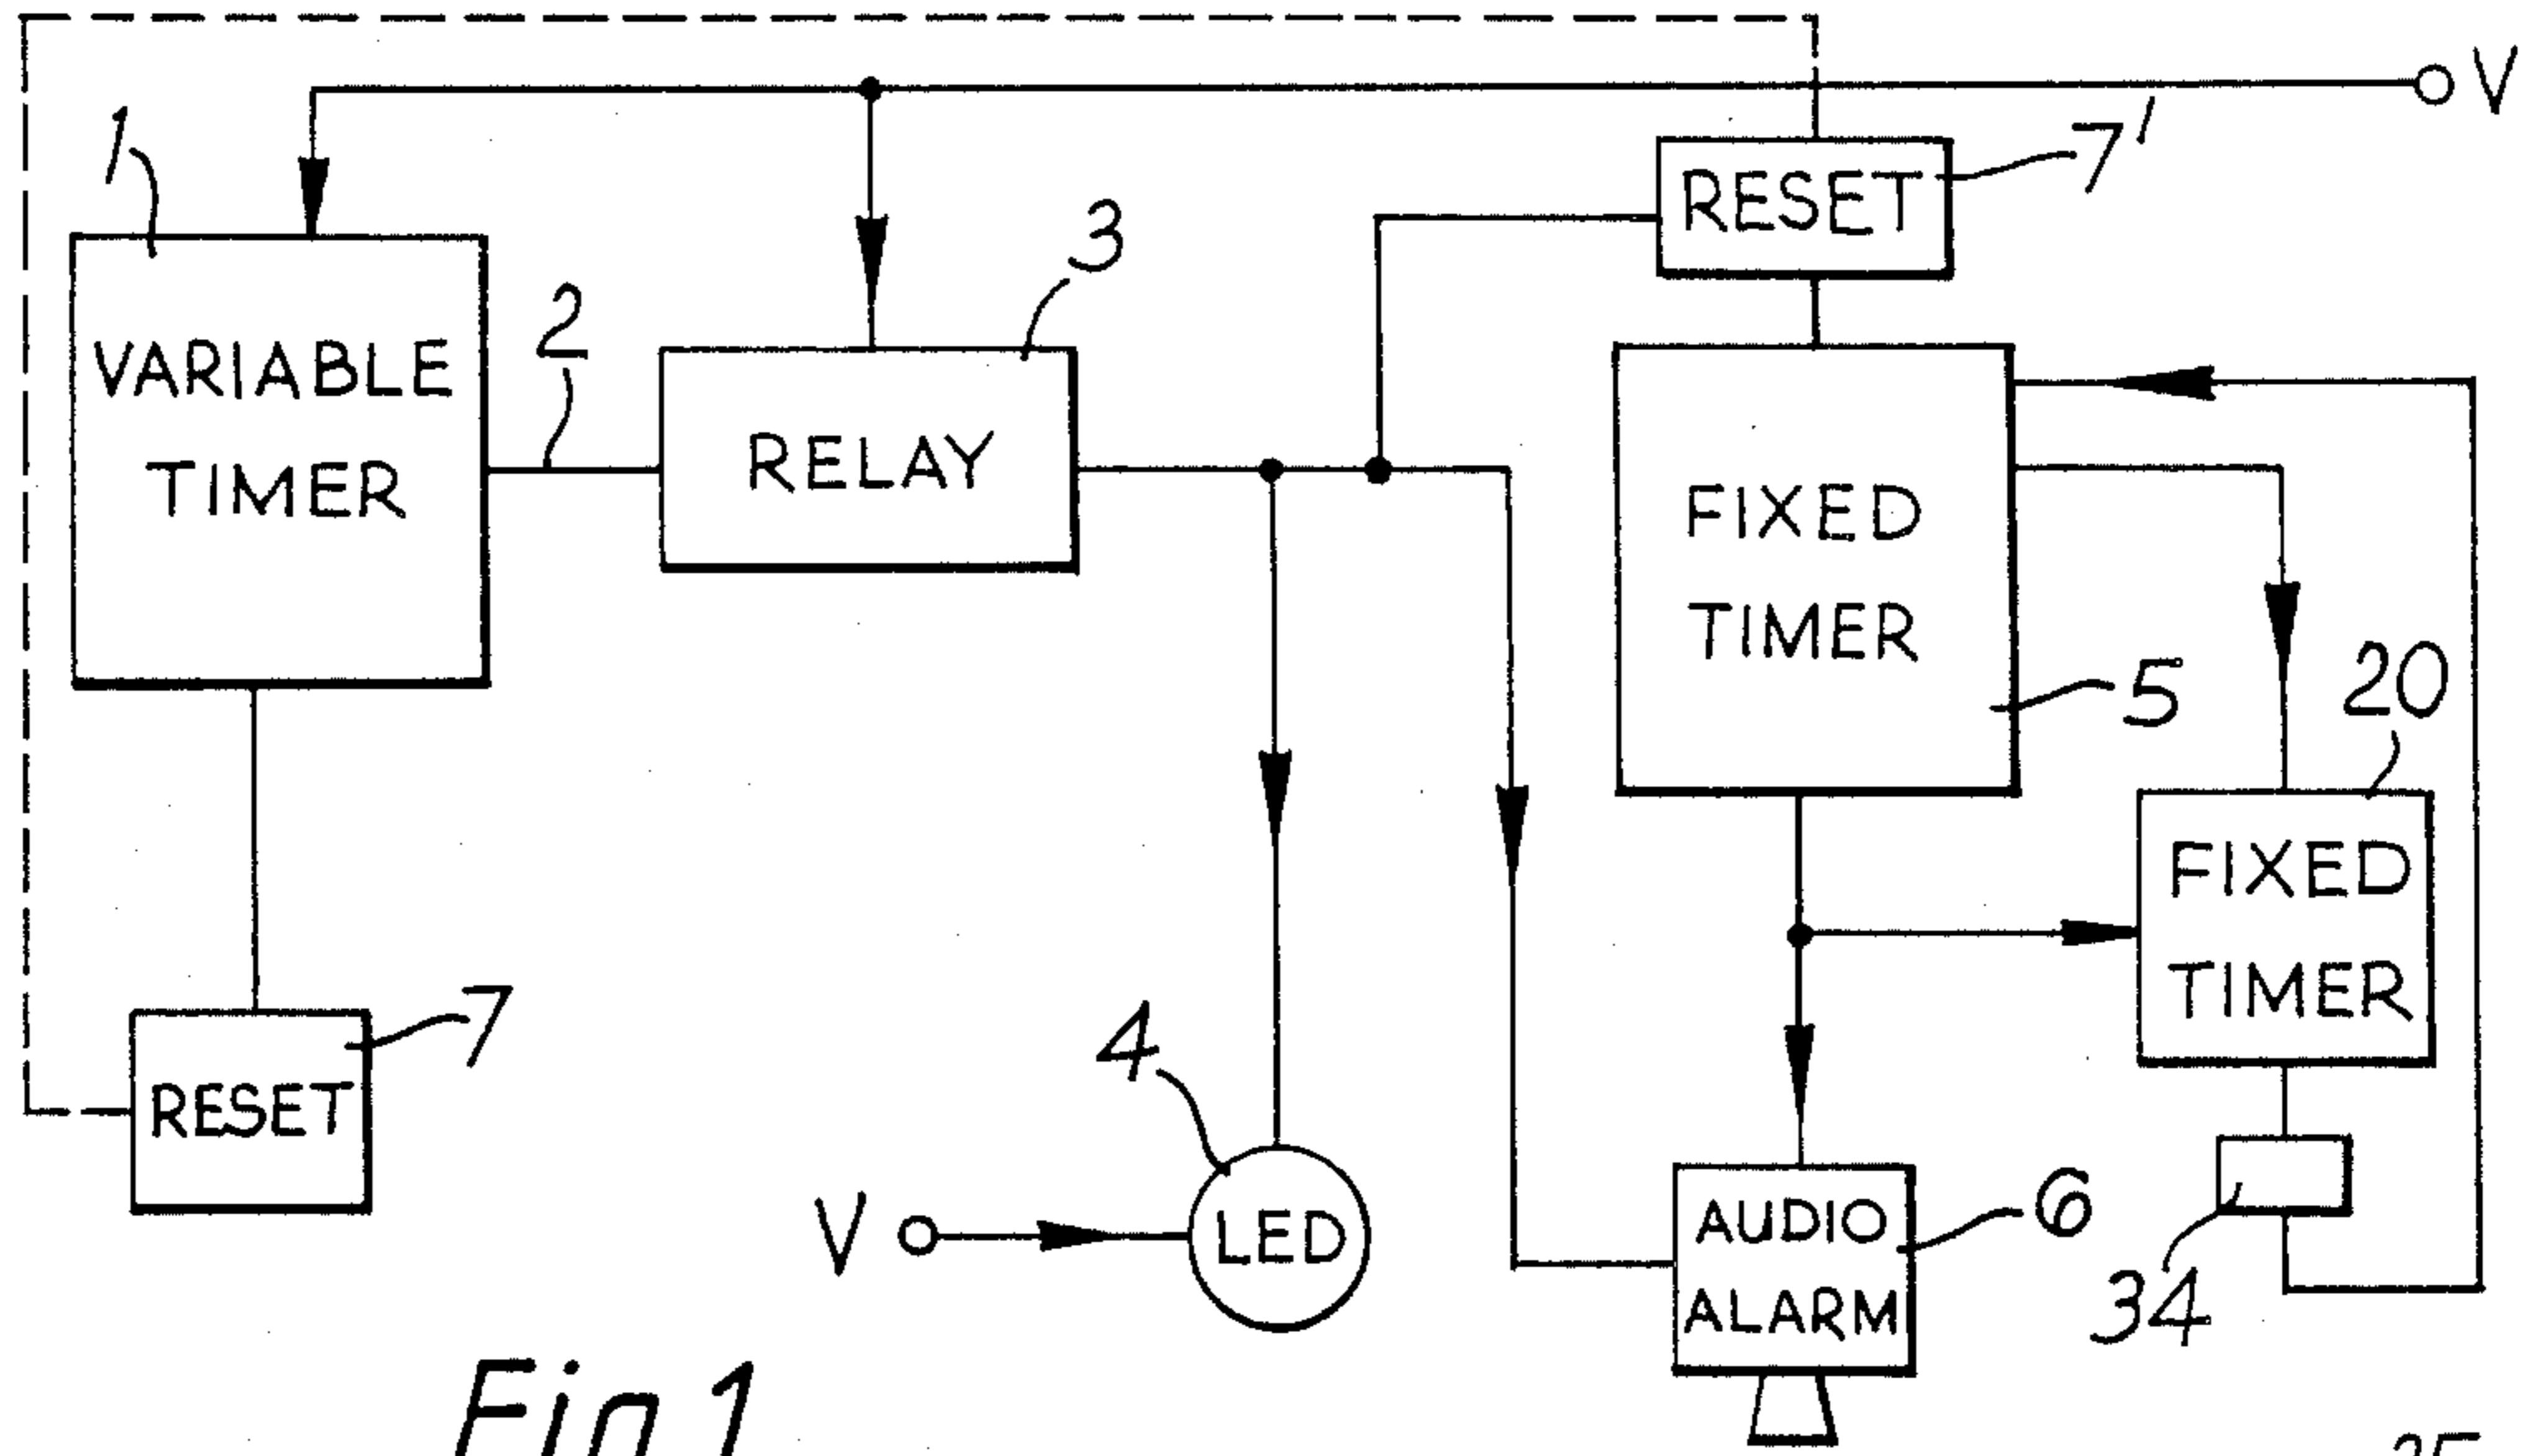 V
1
7'
RESET
3
2
VARIABLE
TIMER
RELAY
FIXED
TIMER
5
20
FIXED
TIMER
7
RESET
4
V
LED
AUDIO
ALARM
6
34
Fig 1